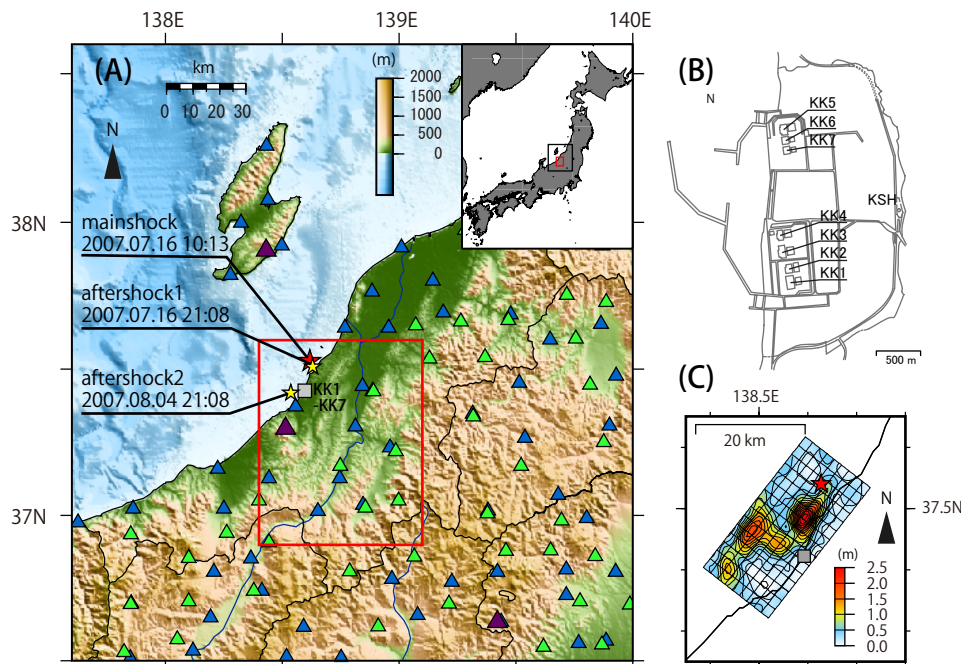 138E
139E
140E
(A)
km
0 10 20 30
N
(m)
2000
1500
1000
500
0
38N
37N
mainshock
2007.07.16 10:13
aftershock1
2007.07.16 21:08
aftershock2
2007.08.04 21:08
KK1
-KK7
(B)
N
KK5
KK6
KK7
KSH
KK4
KK3
KK2
KK1
500 m
(C)
138.5E
20 km
N
37.5N
(m)
2.5
2.0
1.5
1.0
0.5
0.0